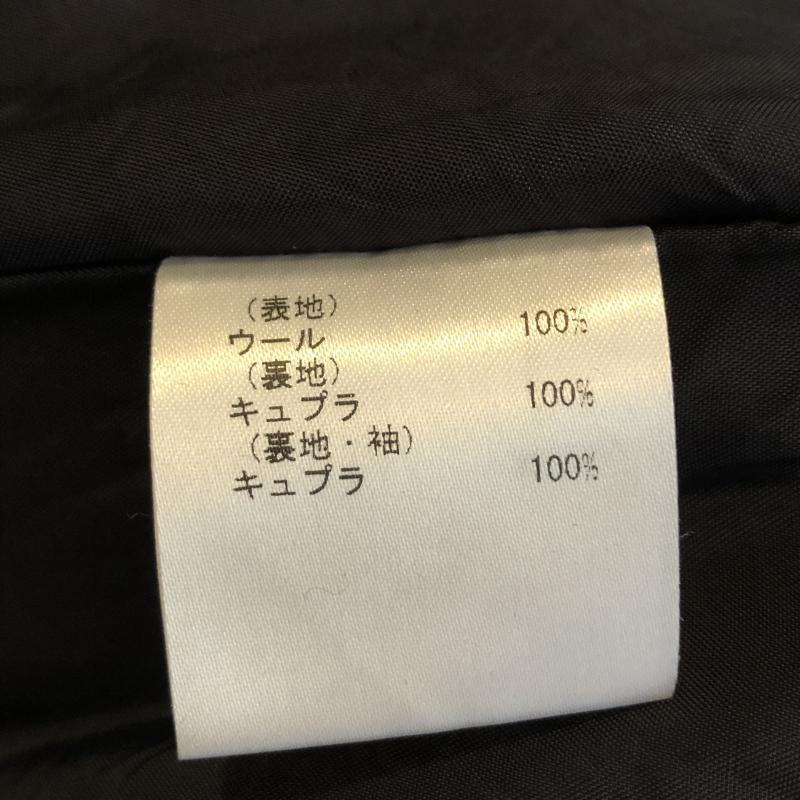 (表地)
ウール 100%
(裏地)
キュプラ 100%
(裏地・袖)
キュプラ 100%